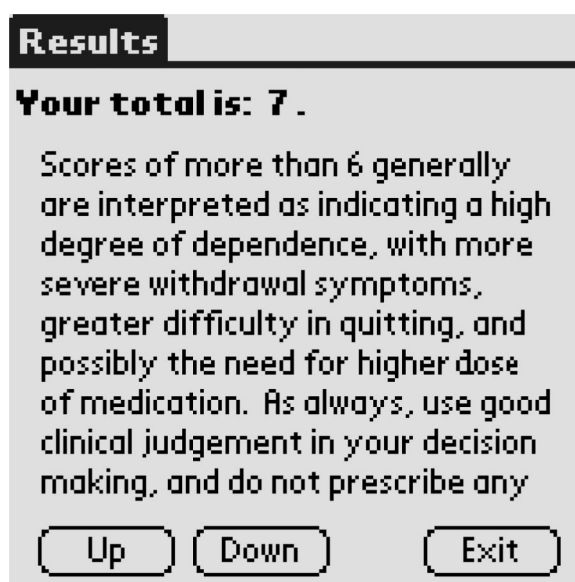 Results
Your total is: 7.
Scores of more than 6 generally
are interpreted as indicating a high
degree of dependence, with more
severe withdrawal symptoms,
greater difficulty in quitting, and
possibly the need for higher dose
of medication. As always, use good
clinical judgement in your decision
making, and do not prescribe any
Up Down Exit